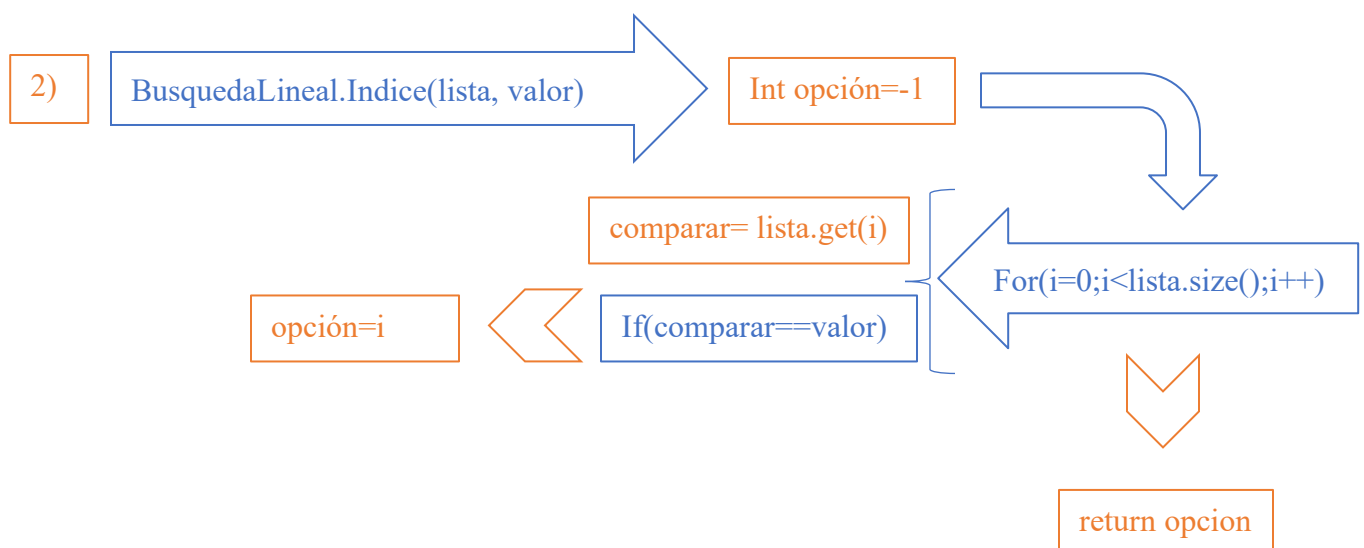 2)
BusquedaLineal.Indice(lista, valor)
Int opción=-1
For(i=0;i<lista.size();i++)
comparar= lista.get(i)
If(comparar==valor)
opción=i
return opcion